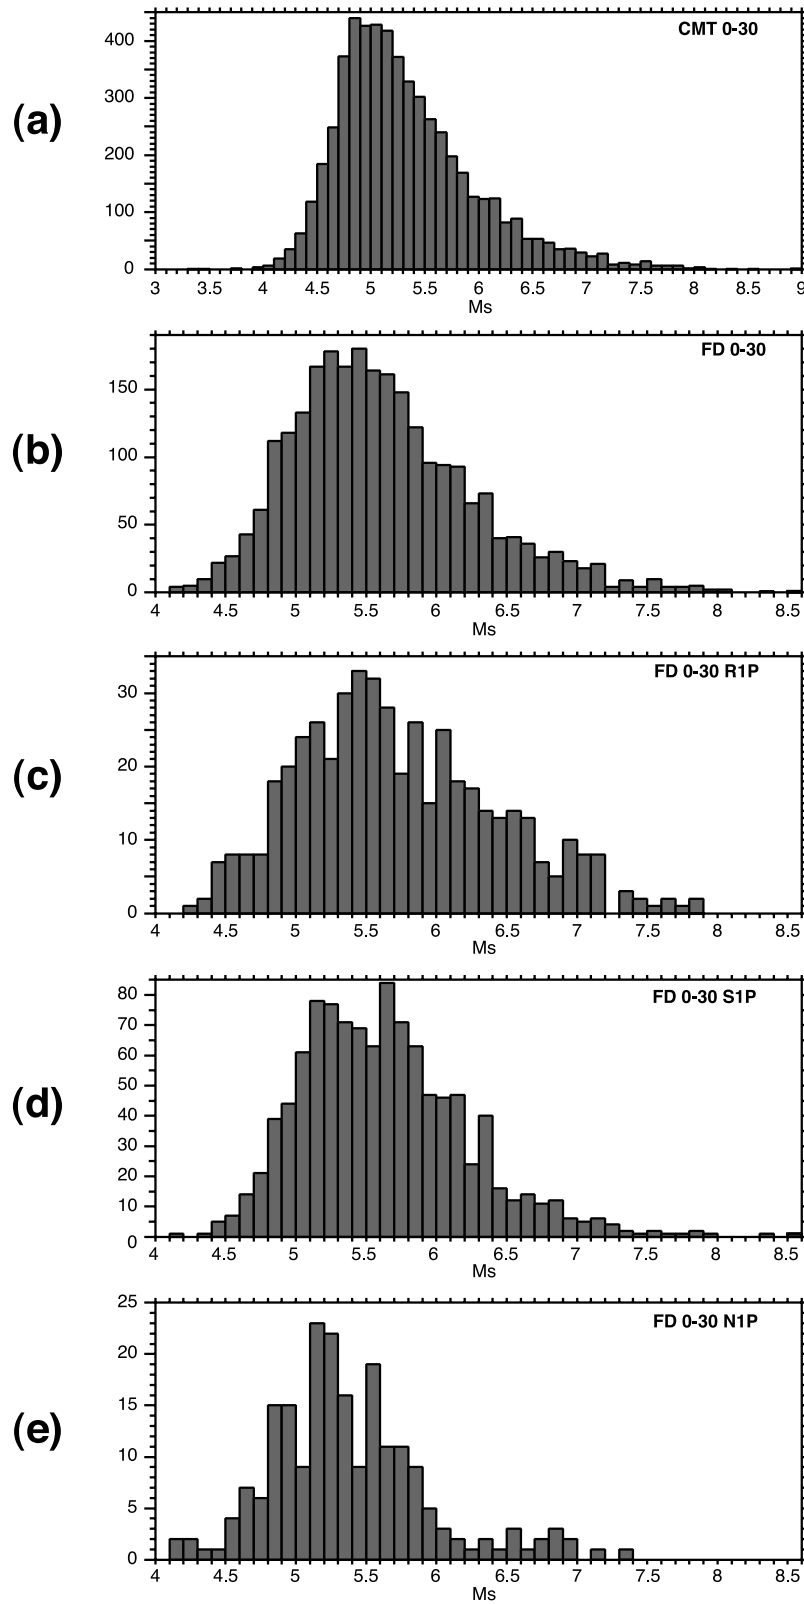 (a)
CMT 0-30
400
300
200
100
0
3 3.5 4 4.5 5 5.5 6 6.5 7 7.5 8 8.5 9
Ms
(b)
FD 0-30
150
100
50
0
4 4.5 5 5.5 6 6.5 7 7.5 8 8.5
Ms
(c)
FD 0-30 R1P
30
20
10
0
4 4.5 5 5.5 6 6.5 7 7.5 8 8.5
Ms
(d)
FD 0-30 S1P
80
70
60
50
40
30
20
10
0
4 4.5 5 5.5 6 6.5 7 7.5 8 8.5
Ms
(e)
FD 0-30 N1P
25
20
15
10
5
0
4 4.5 5 5.5 6 6.5 7 7.5 8 8.5
Ms